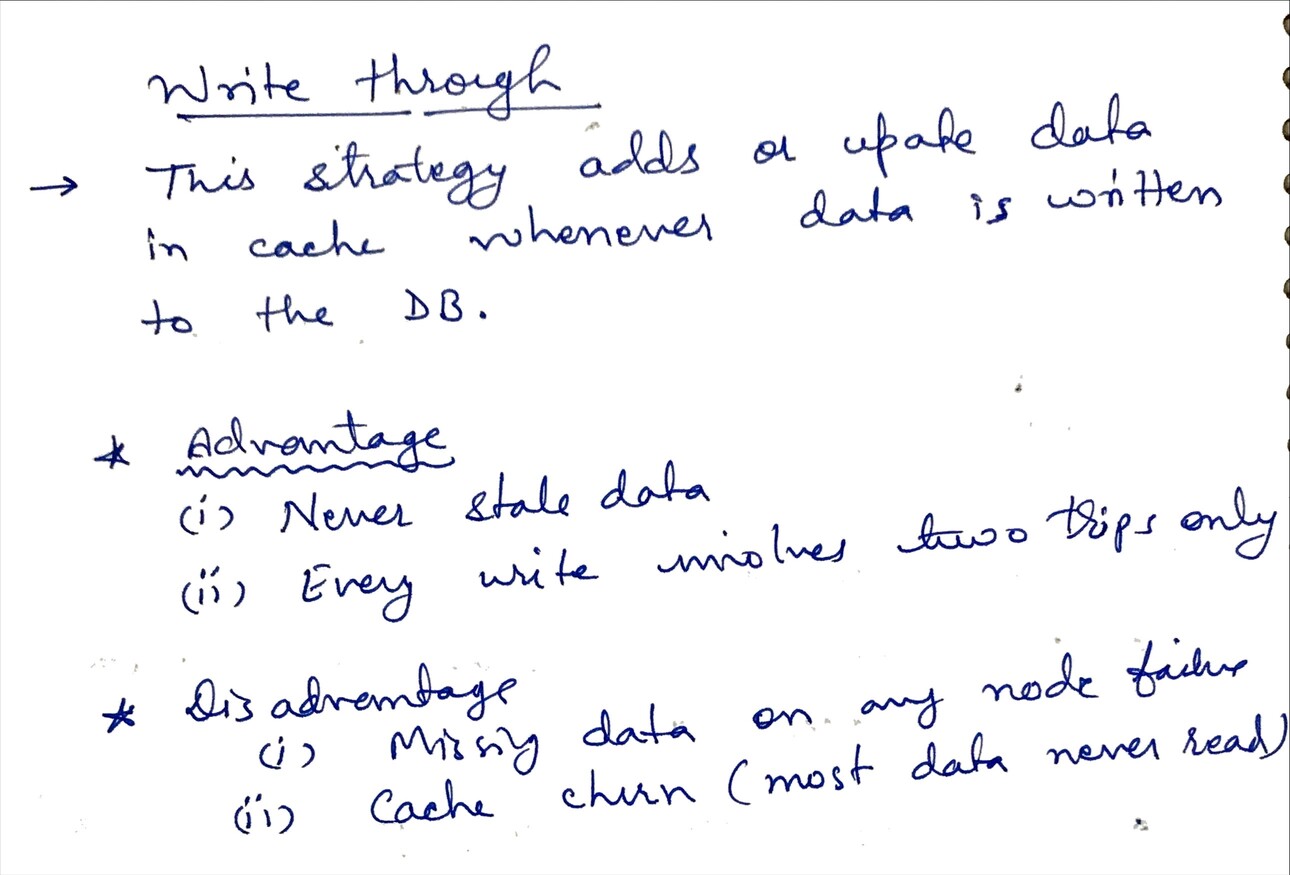 Write through
→ This strategy adds or upate data
in cache whenever data is written
to the DB.
* Advantage
(i) Never stale data
(ii) Every write involves two trips only
* Disadvantage
(i) Missing data on any node failure
(ii) Cache churn (most data never read)